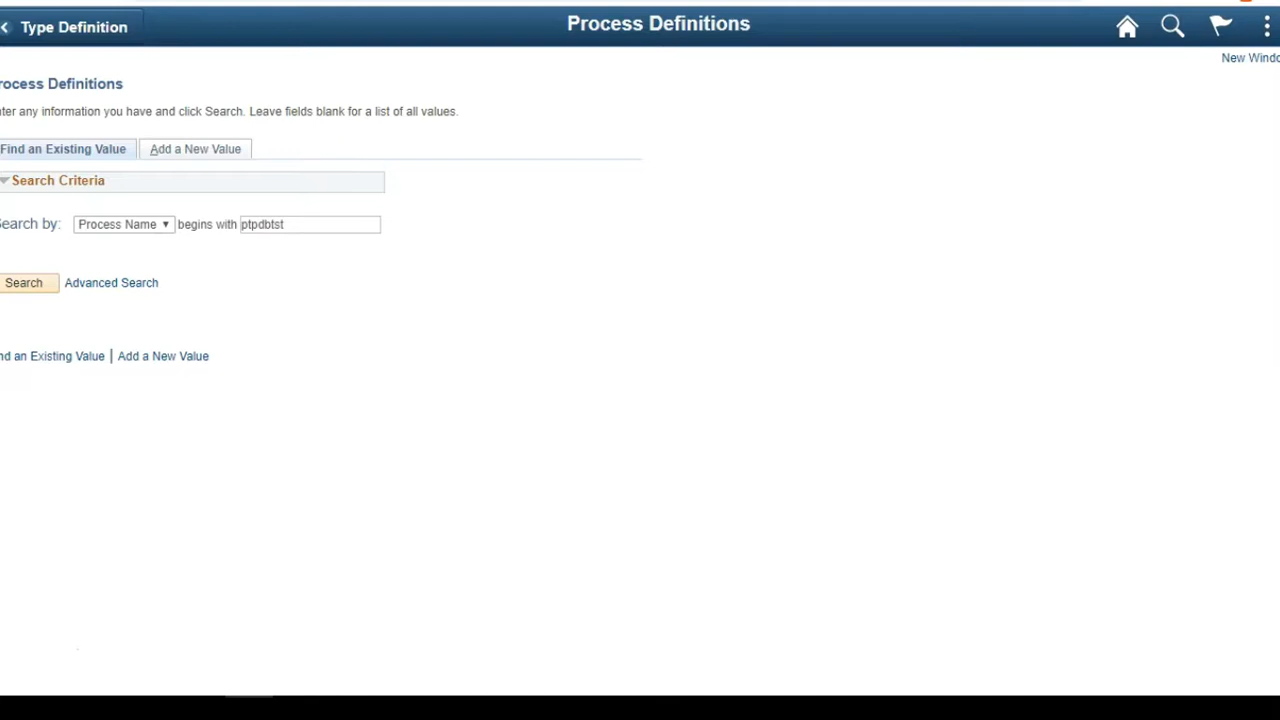 Type Definition
Process Definitions
New Windo
rocess Definitions
nter any information you have and click Search. Leave fields blank for a list of all values.
Find an Existing Value
Add a New Value
Search Criteria
Search by: Process Name begins with ptpdbtst
Search Advanced Search
nd an Existing Value | Add a New Value